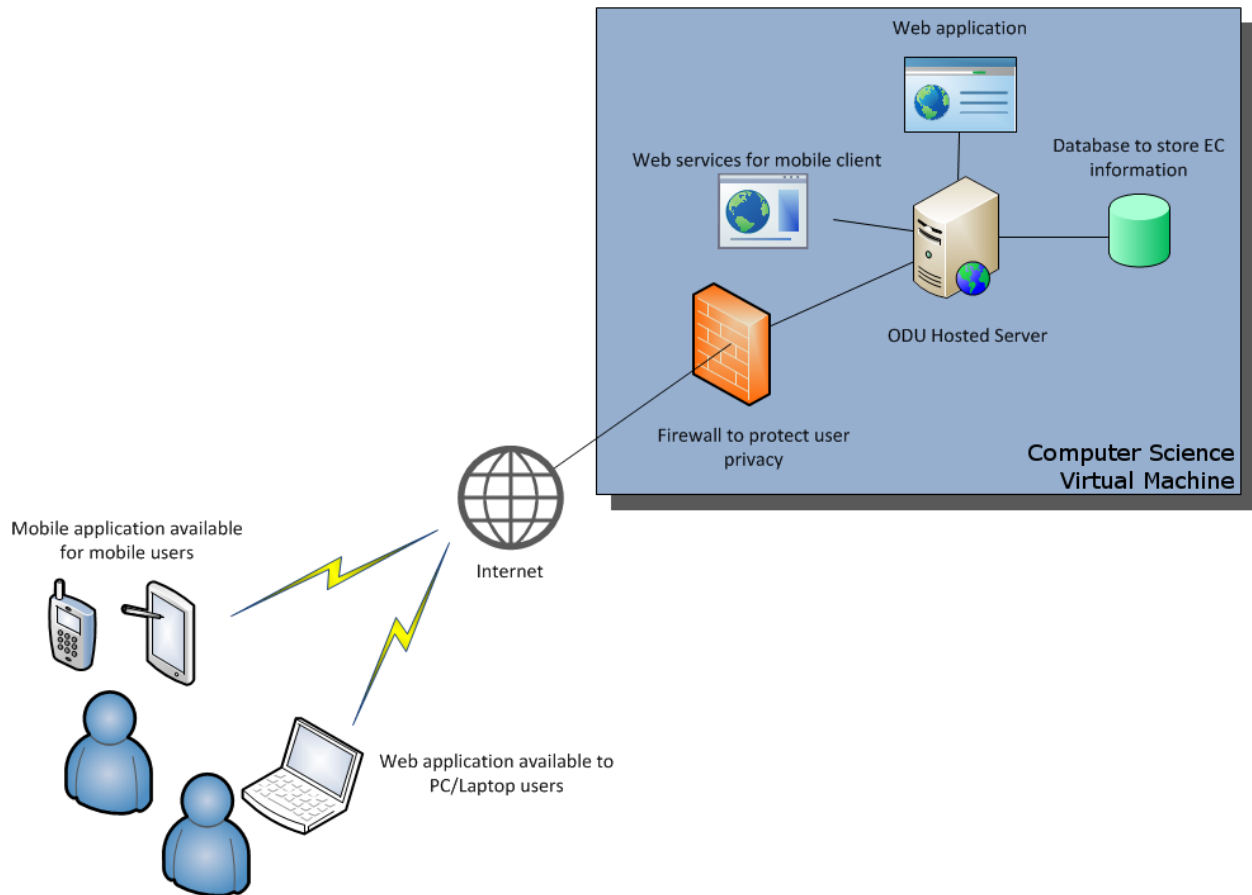 Web application
Web services for mobile client
Database to store EC
information
ODU Hosted Server
Firewall to protect user
privacy
Computer Science
Virtual Machine
Internet
Mobile application available
for mobile users
Web application available to
PC/Laptop users